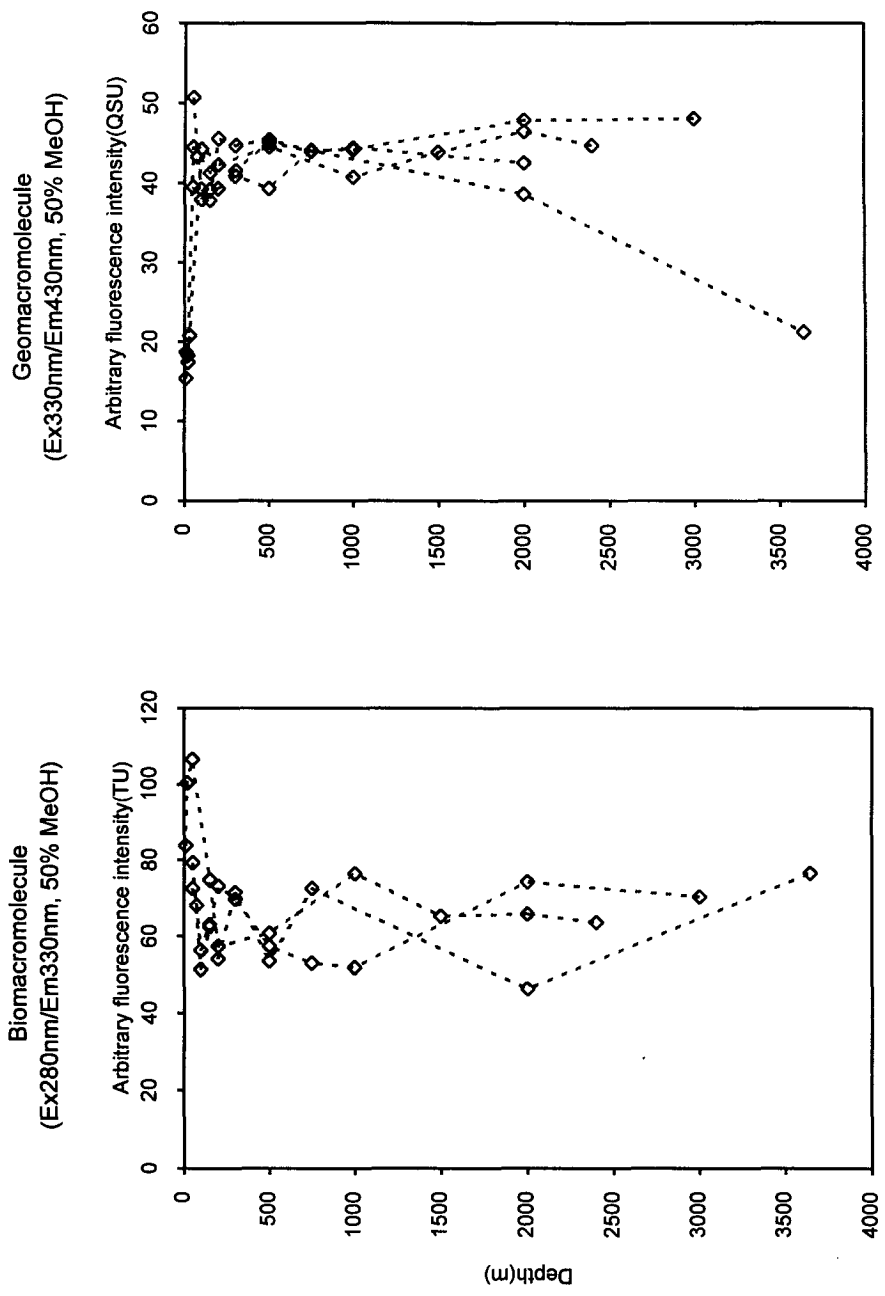 Biomacromolecule
(Ex280nm/Em330nm, 50% MeOH)
Arbitrary fluorescence intensity(TU)
0 20 40 60 80 100 120
0
500
1000
1500
2000
2500
3000
3500
4000
Depth(m)
Geomacromolecule
(Ex330nm/Em430nm, 50% MeOH)
Arbitrary fluorescence intensity(QSU)
0 10 20 30 40 50 60
0
500
1000
1500
2000
2500
3000
3500
4000